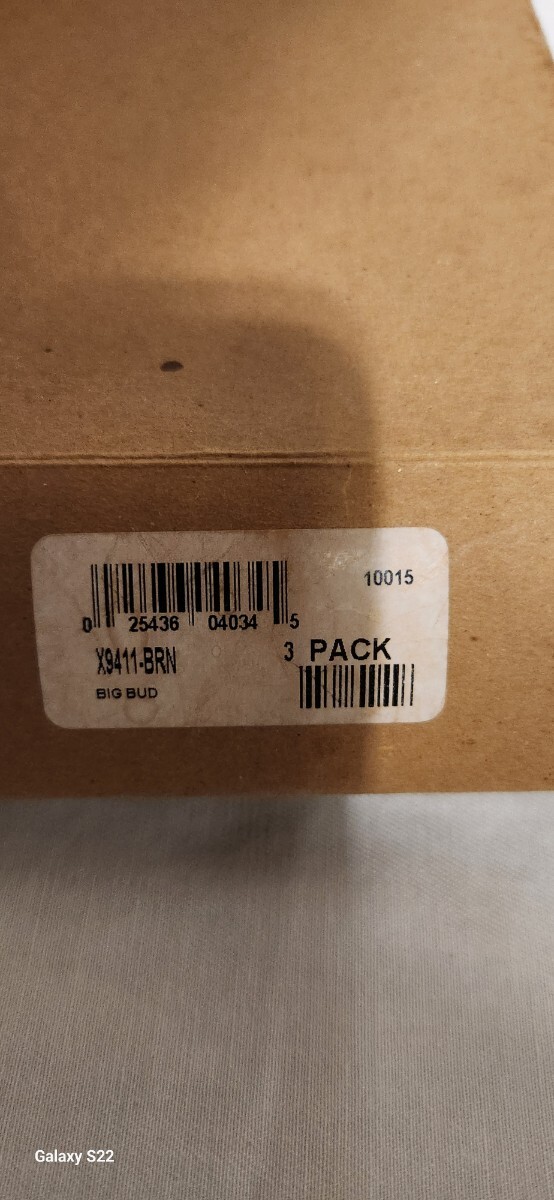 10015
0 25436 04034 5
X9411-BRN
3 PACK
BIG BUD
Galaxy S22